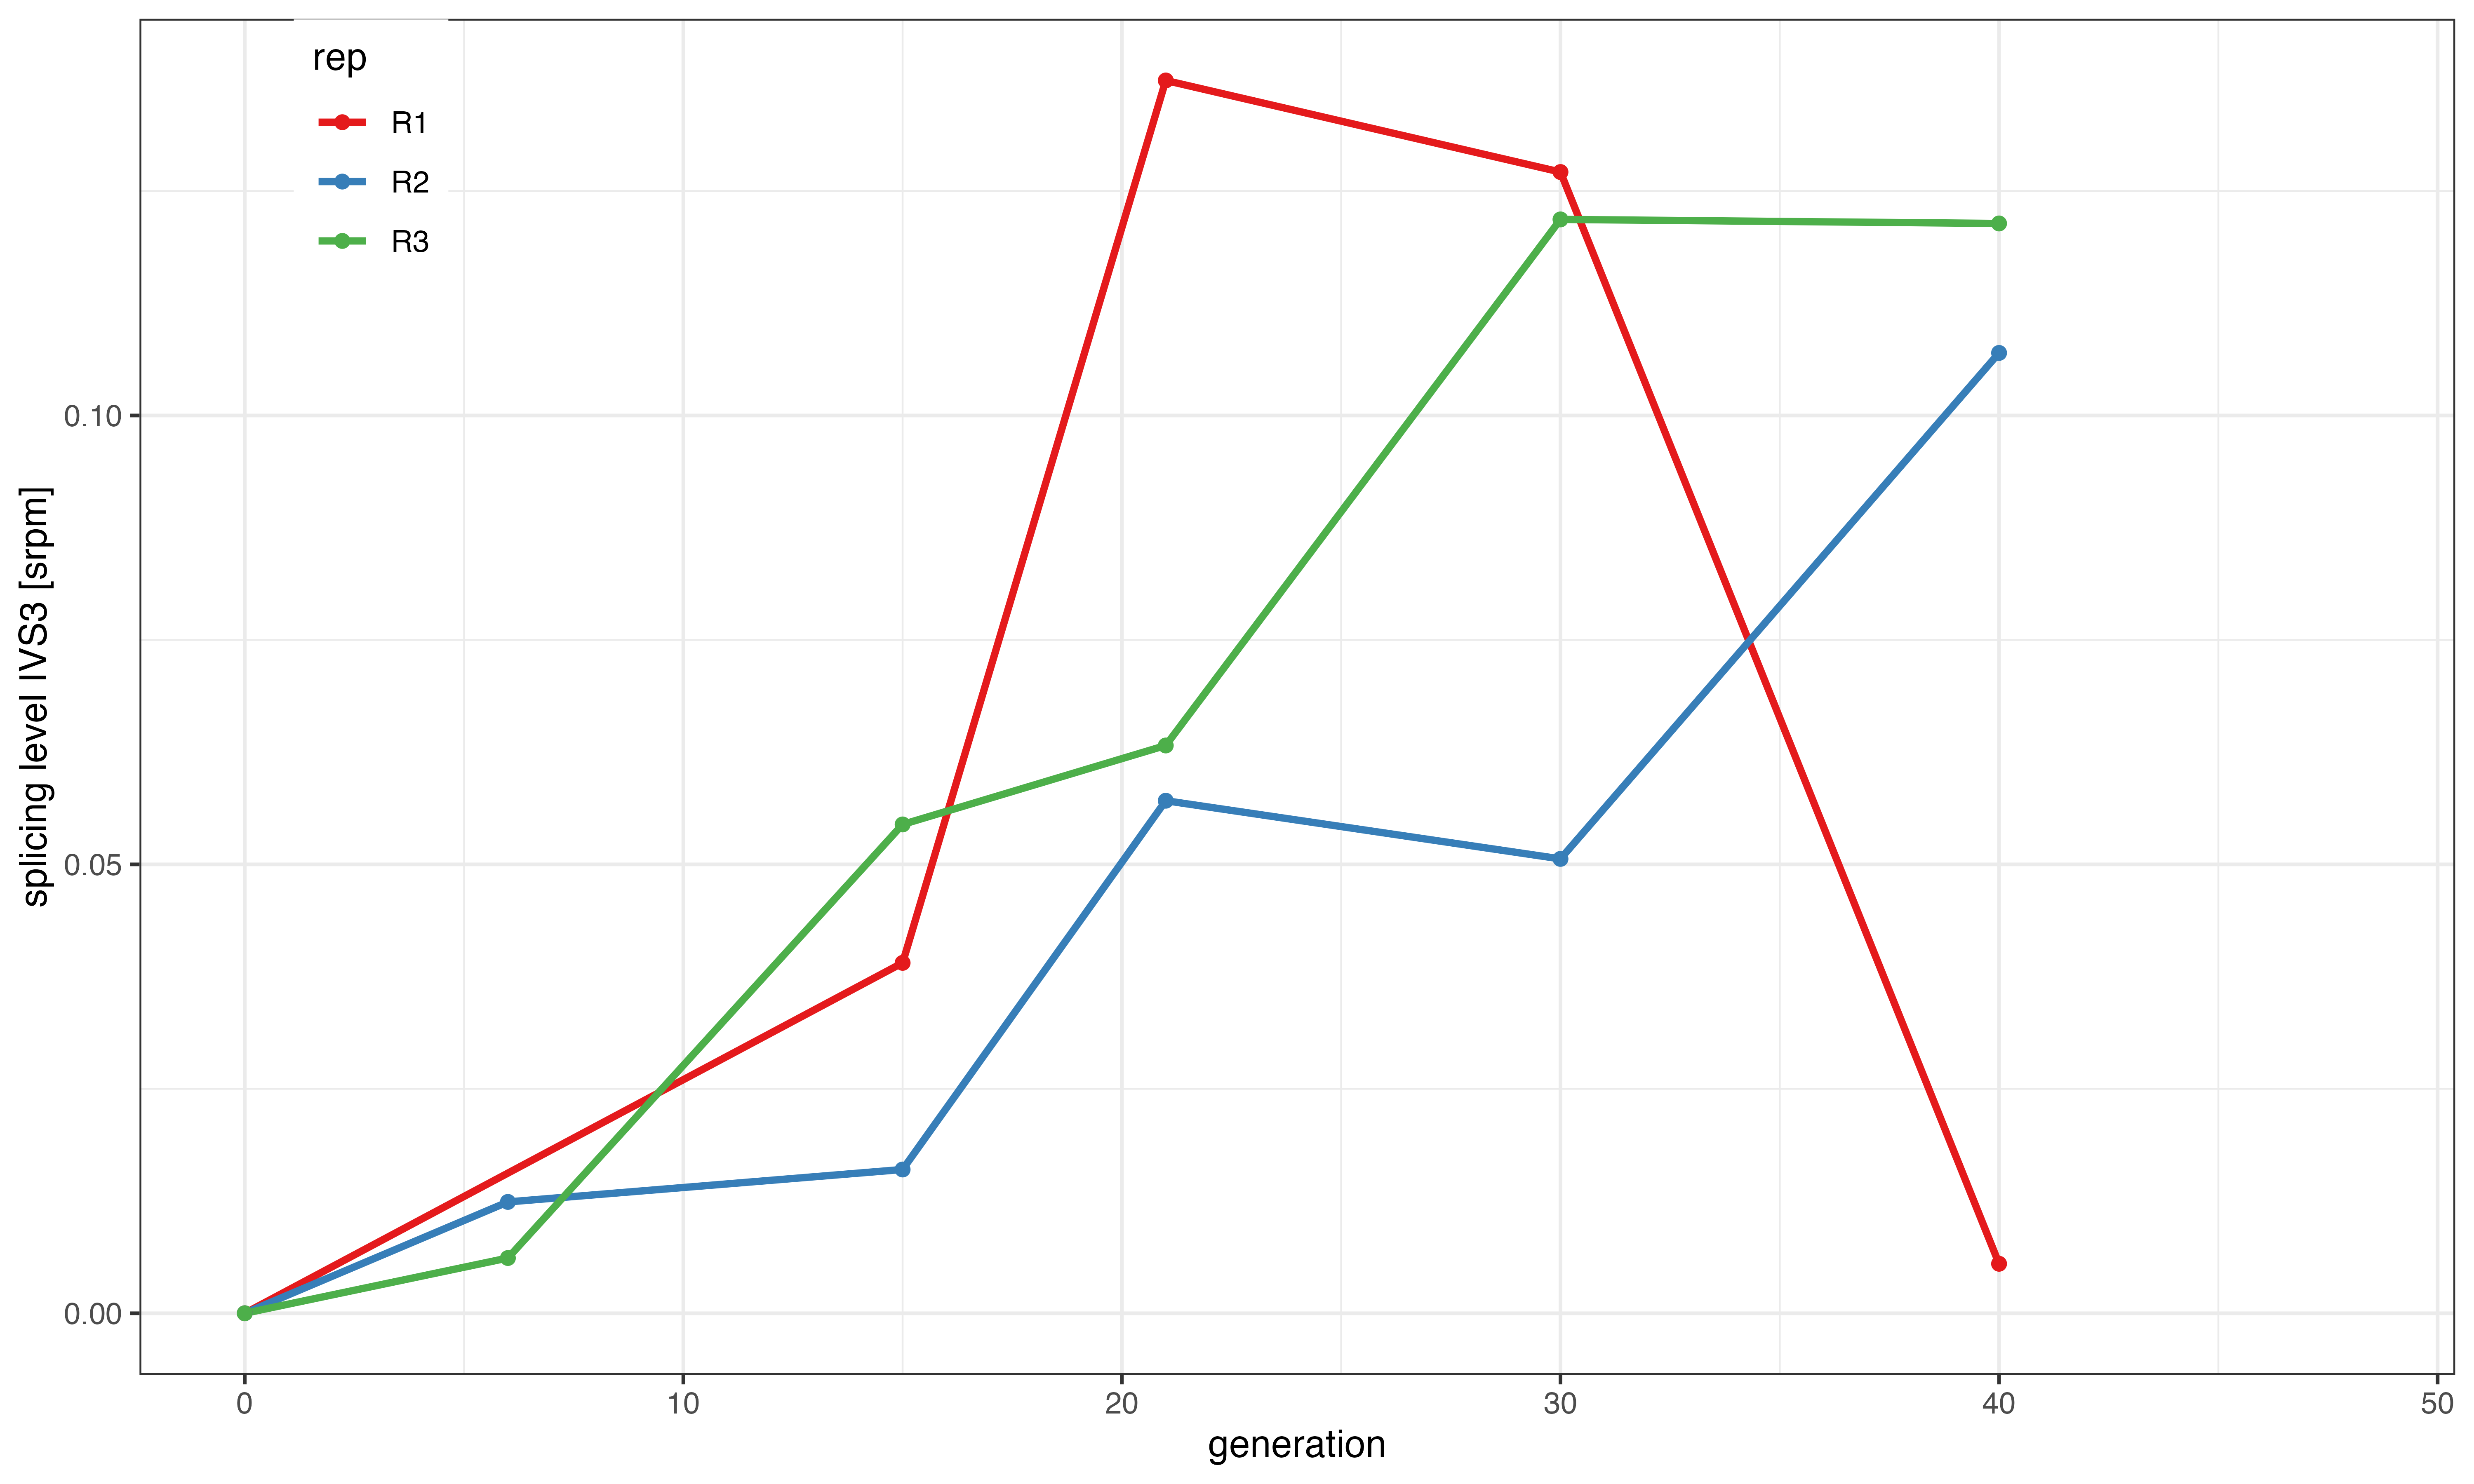 rep
R1
R2
R3
0.10
0.05
0.00
splicing level IVS3 [srpm]
0 10 20 30 40 50
generation